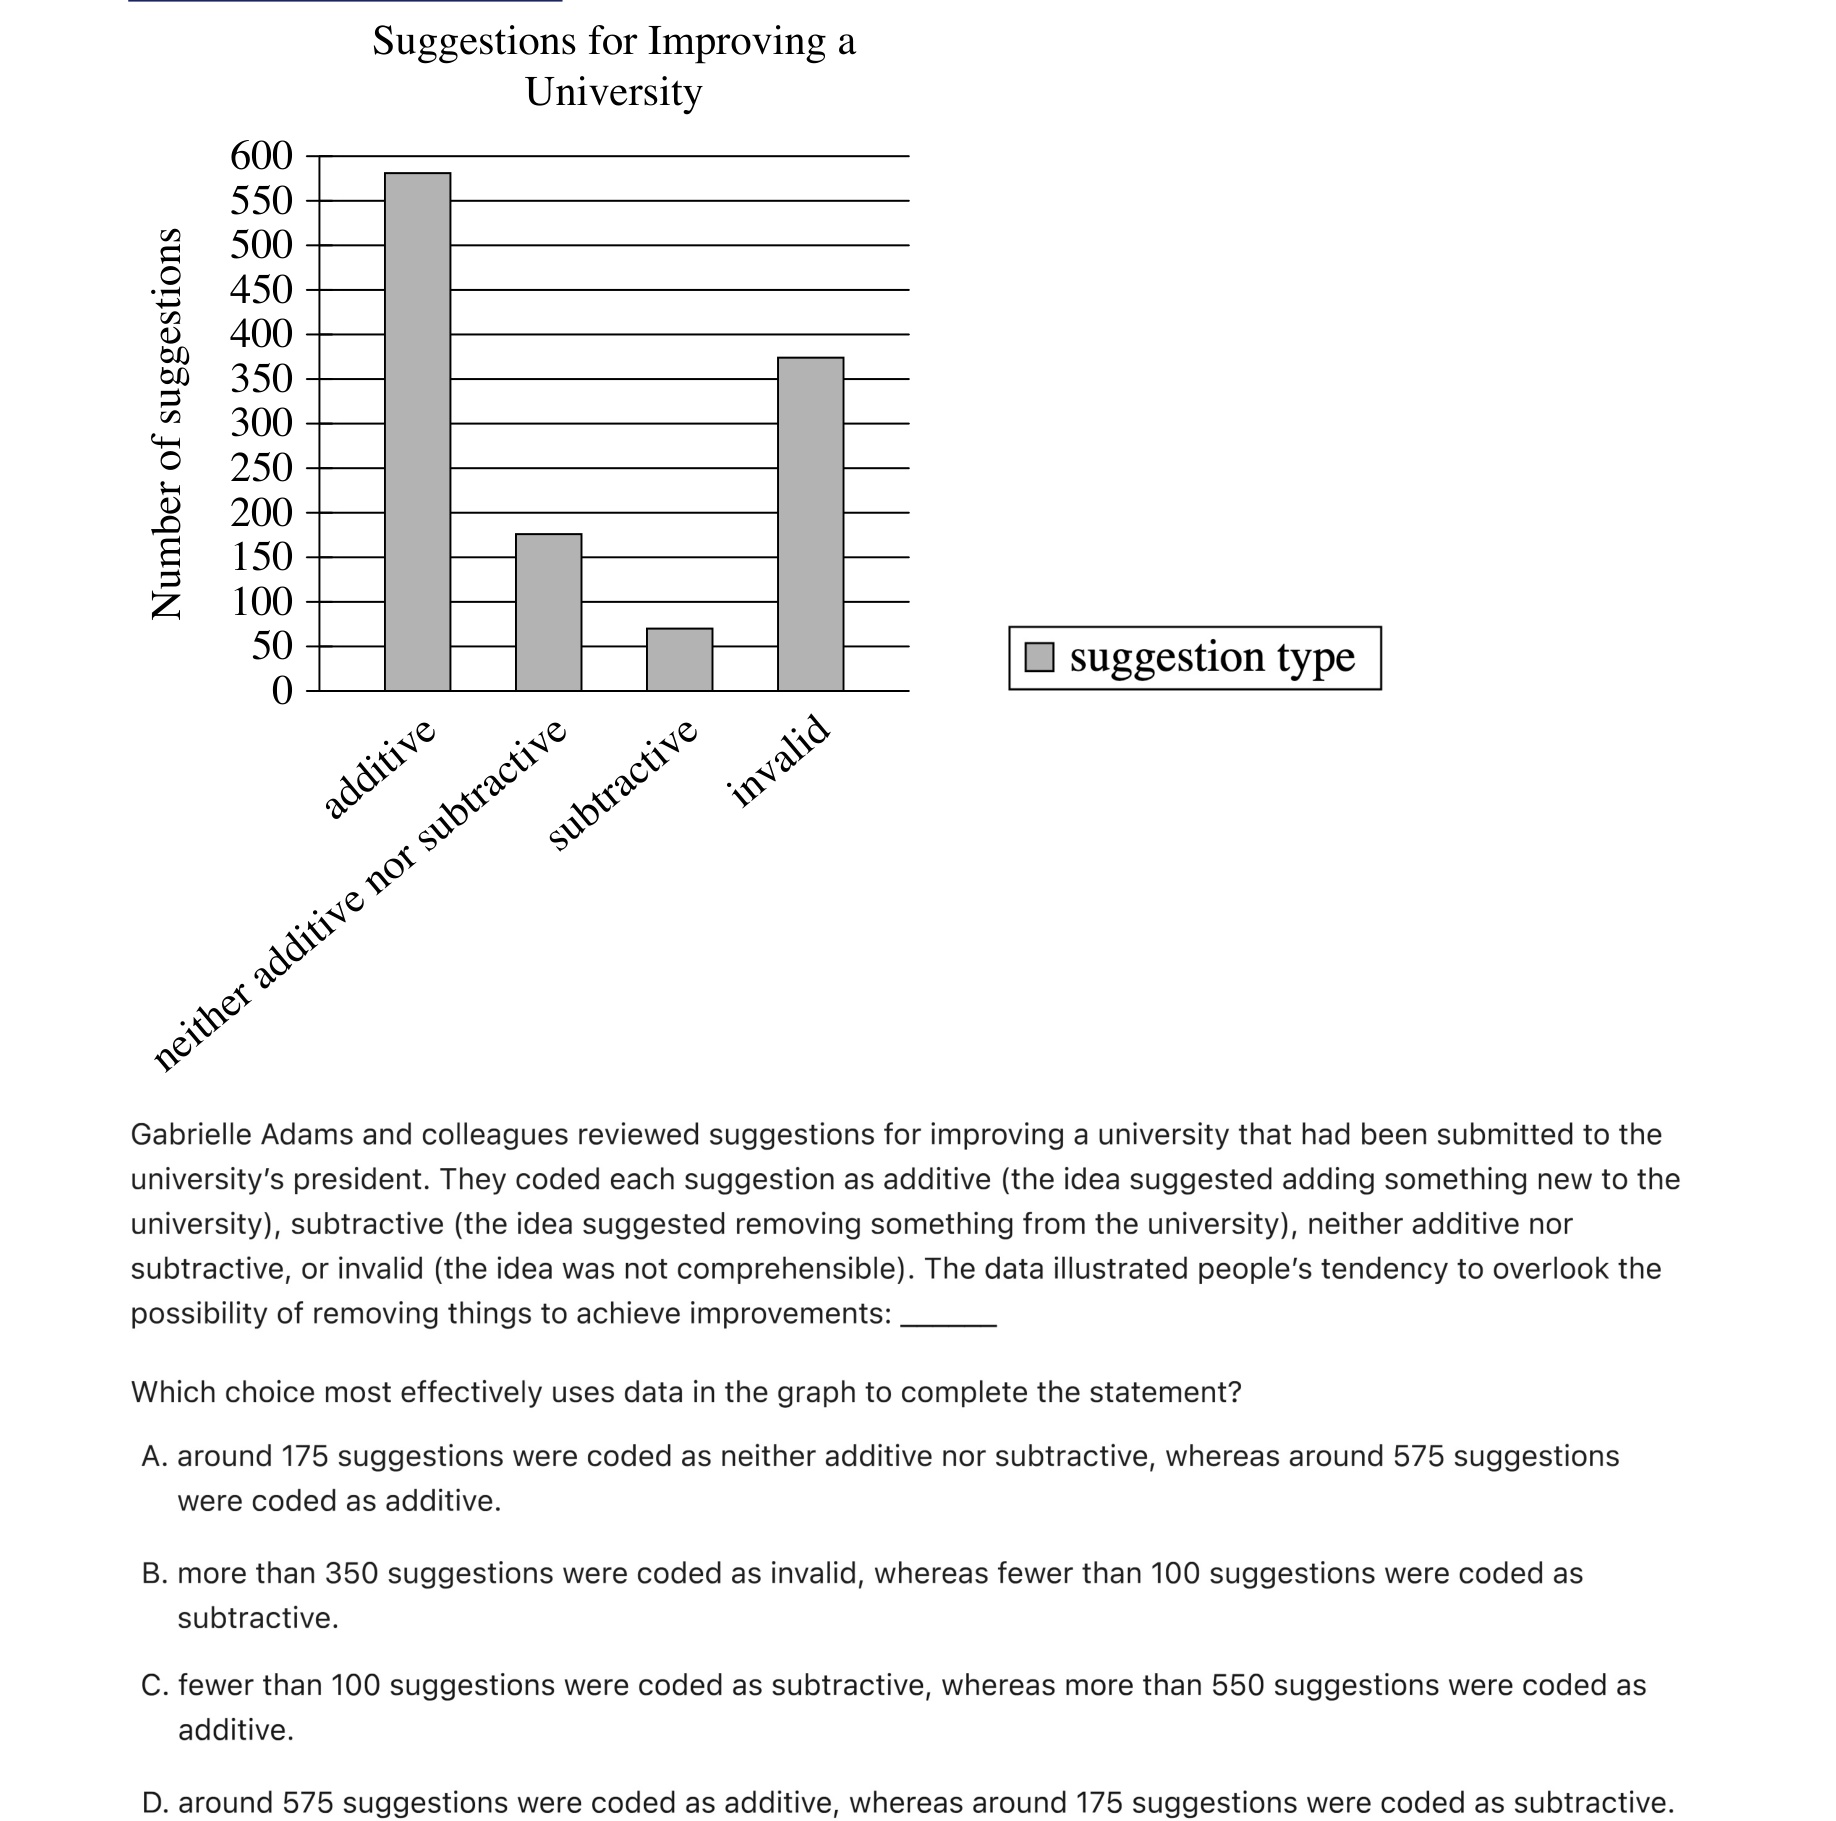 Suggestions for Improving a
University
Number of suggestions
600
550
500
450
400
350
300
250
200
150
100
50
0
additive
neither additive nor subtractive
subtractive
invalid
suggestion type
Gabrielle Adams and colleagues reviewed suggestions for improving a university that had been submitted to the
university’s president. They coded each suggestion as additive (the idea suggested adding something new to the
university), subtractive (the idea suggested removing something from the university), neither additive nor
subtractive, or invalid (the idea was not comprehensible). The data illustrated people’s tendency to overlook the
possibility of removing things to achieve improvements: ______
Which choice most effectively uses data in the graph to complete the statement?
A. around 175 suggestions were coded as neither additive nor subtractive, whereas around 575 suggestions
were coded as additive.
B. more than 350 suggestions were coded as invalid, whereas fewer than 100 suggestions were coded as
subtractive.
C. fewer than 100 suggestions were coded as subtractive, whereas more than 550 suggestions were coded as
additive.
D. around 575 suggestions were coded as additive, whereas around 175 suggestions were coded as subtractive.